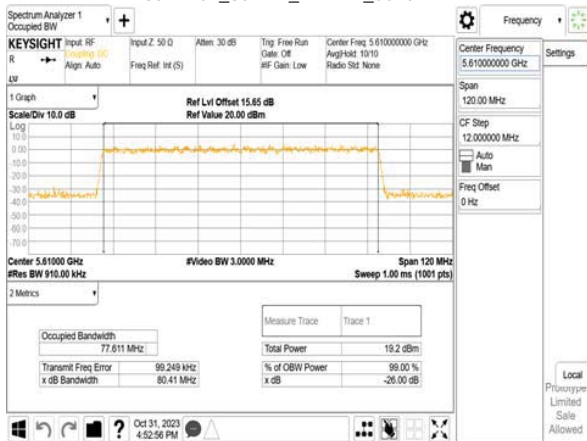 Spectrum Analyzer 1
Occupied BW
Frequency
KEYSIGHT
R
Input: RF
Coupling: DC
Align: Auto
Input Z: 50 Ω
Freq Ref: Int (S)
Atten: 30 dB
Trig: Free Run
Gate: Off
#IF Gain: Low
Center Freq: 5.610000000 GHz
Avg|Hold: 10/10
Radio Std: None
1 Graph
Scale/Div 10.0 dB
Ref Lvl Offset 15.65 dB
Ref Value 20.00 dBm
Log
10.0
0.00
-10.0
-20.0
-30.0
-40.0
-50.0
-60.0
-70.0
Center 5.61000 GHz
#Res BW 910.00 kHz
#Video BW 3.0000 MHz
Span 120 MHz
Sweep 1.00 ms (1001 pts)
2 Metrics
Measure Trace
Trace 1
Occupied Bandwidth
77.611 MHz
Total Power
19.2 dBm
Transmit Freq Error
99.249 kHz
% of OBW Power
99.00 %
x dB Bandwidth
80.41 MHz
x dB
-26.00 dB
Oct 31, 2023
4:52:56 PM
Center Frequency
5.610000000 GHz
Settings
Span
120.00 MHz
CF Step
12.000000 MHz
Auto
Man
Freq Offset
0 Hz
Local
Prototype
Limited
Sale
Allowed